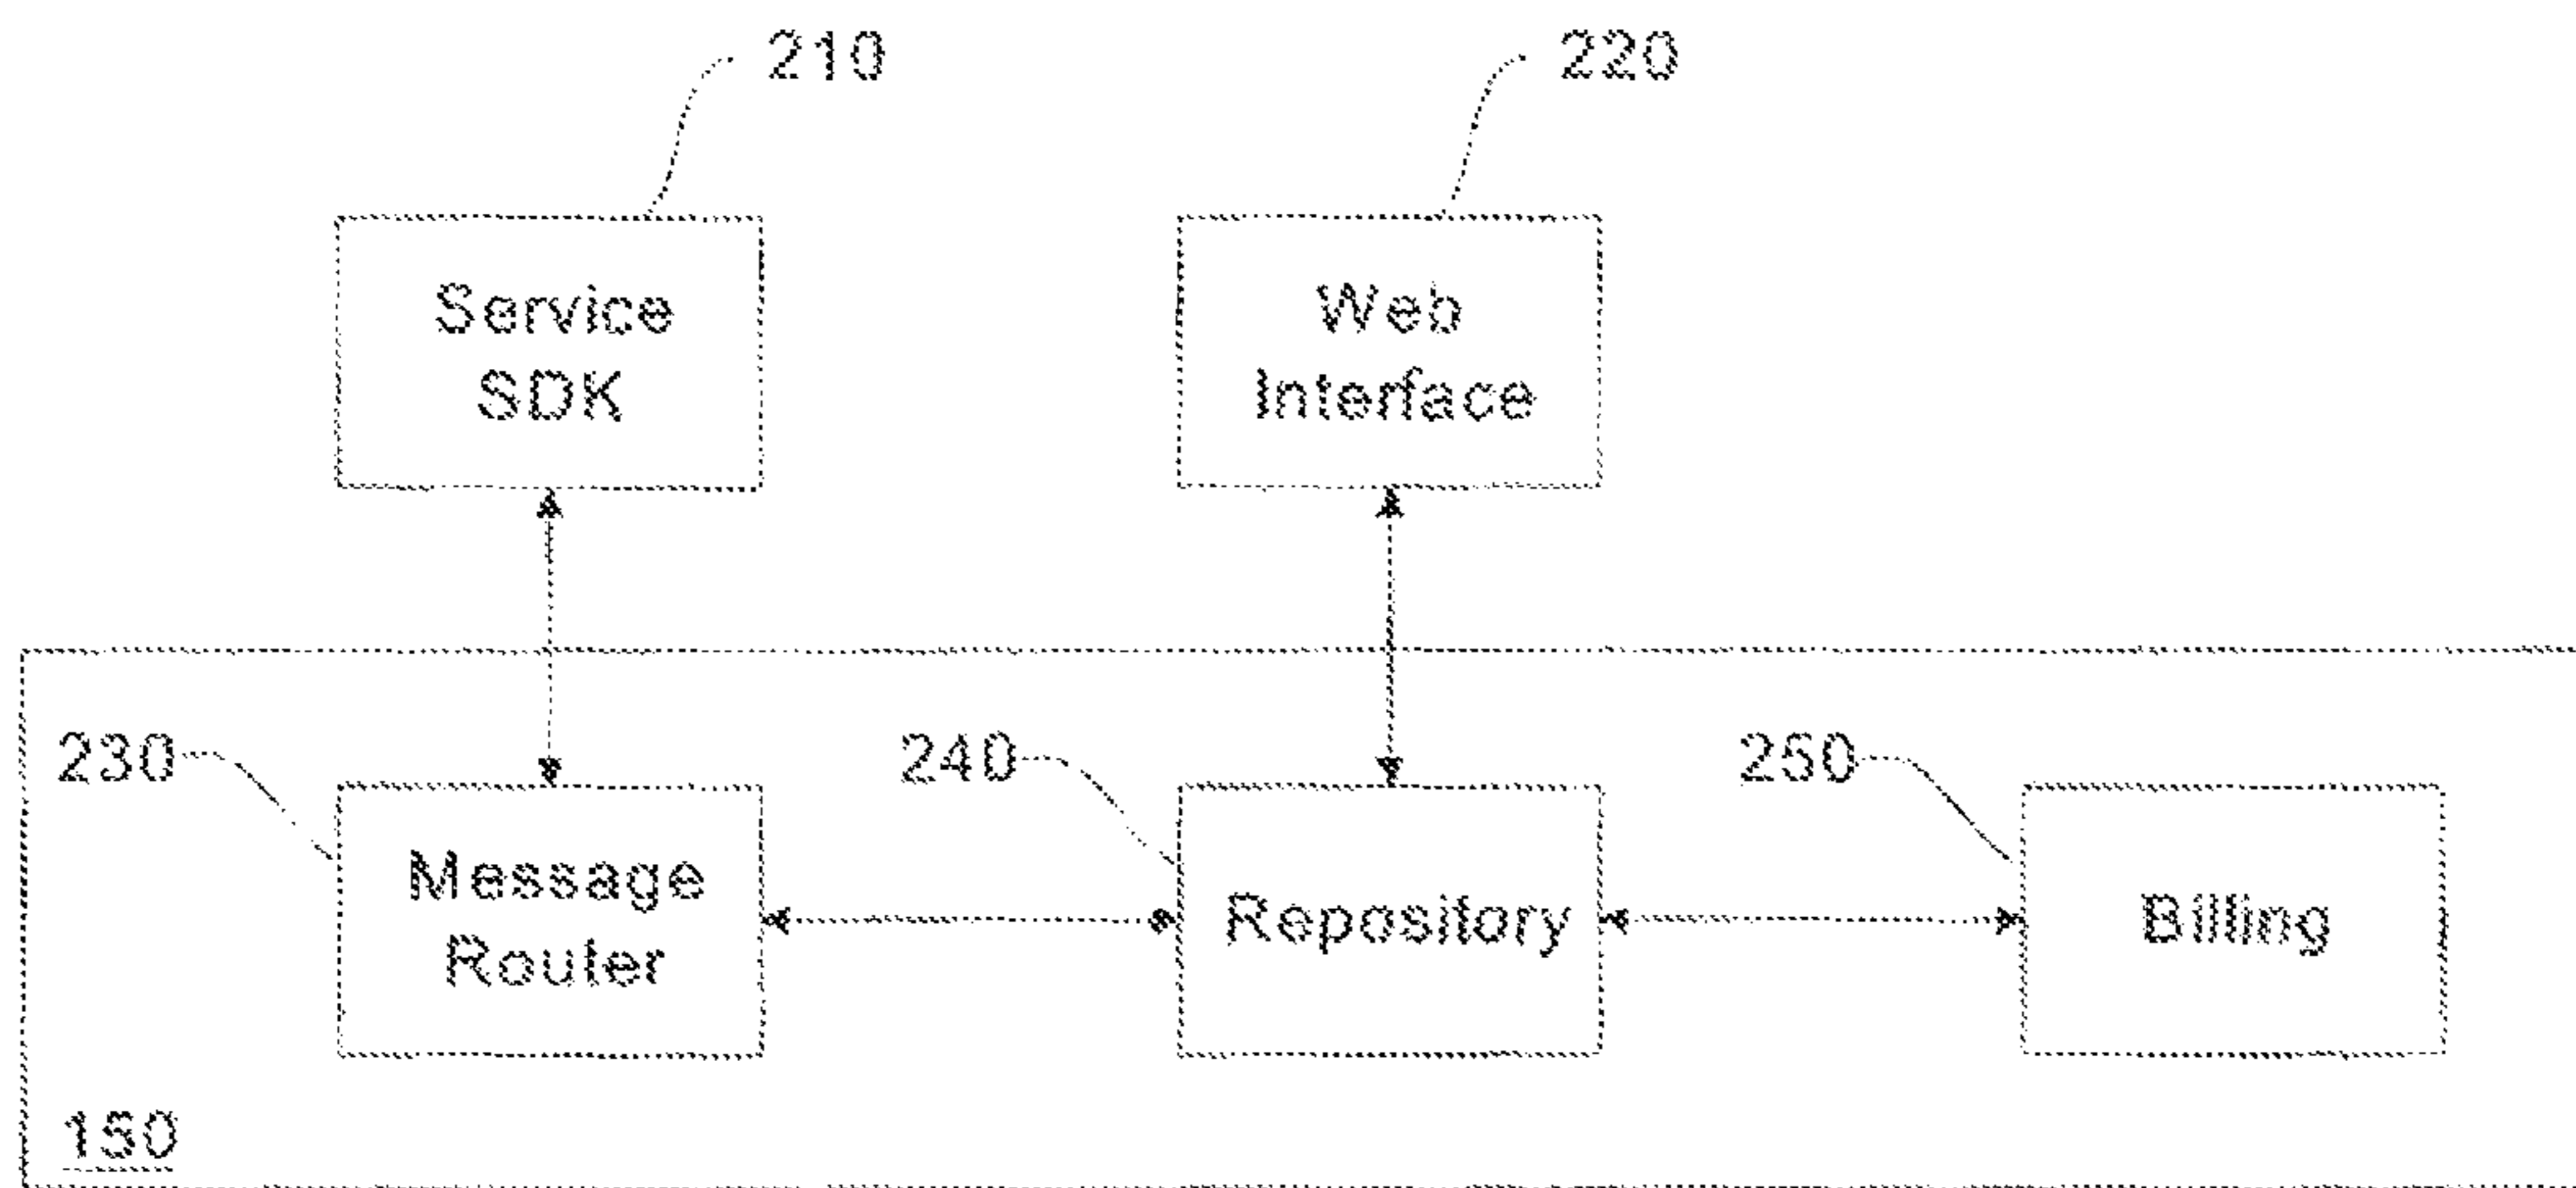 210
220
Service
SDK
Web
Interface
230
240
250
Message
Router
Repository
Billing
150